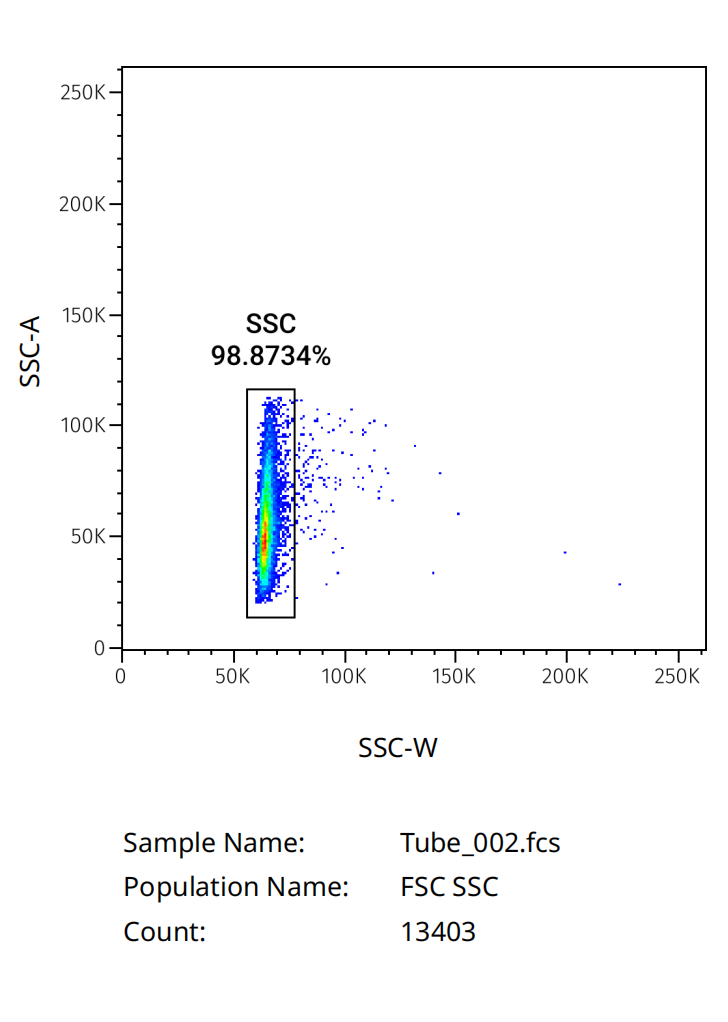 250K
200K
150K
100K
50K
0
SSC-A
SSC
98.8734%
0 50K 100K 150K 200K 250K
SSC-W
Sample Name: Tube_002.fcs
Population Name: FSC SSC
Count: 13403